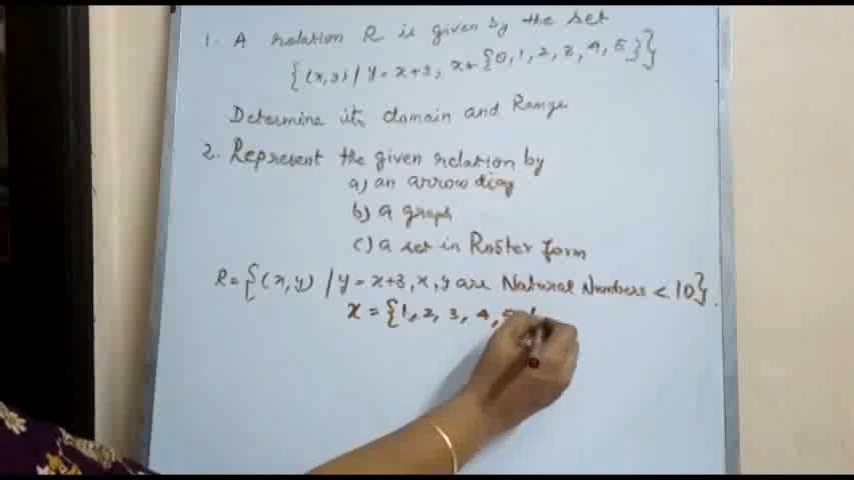 1. A relation R is given by the set
{(x,y) / y = x+3, x ∈ {0, 1, 2, 3, 4, 5}}
Determine its domain and Range
2. Represent the given relation by
a) an arrow diag
b) a graph
c) a set in Roster form
R = {(x, y) / y = x+3, x, y are Natural Numbers < 10}.
x = {1, 2, 3, 4, 5